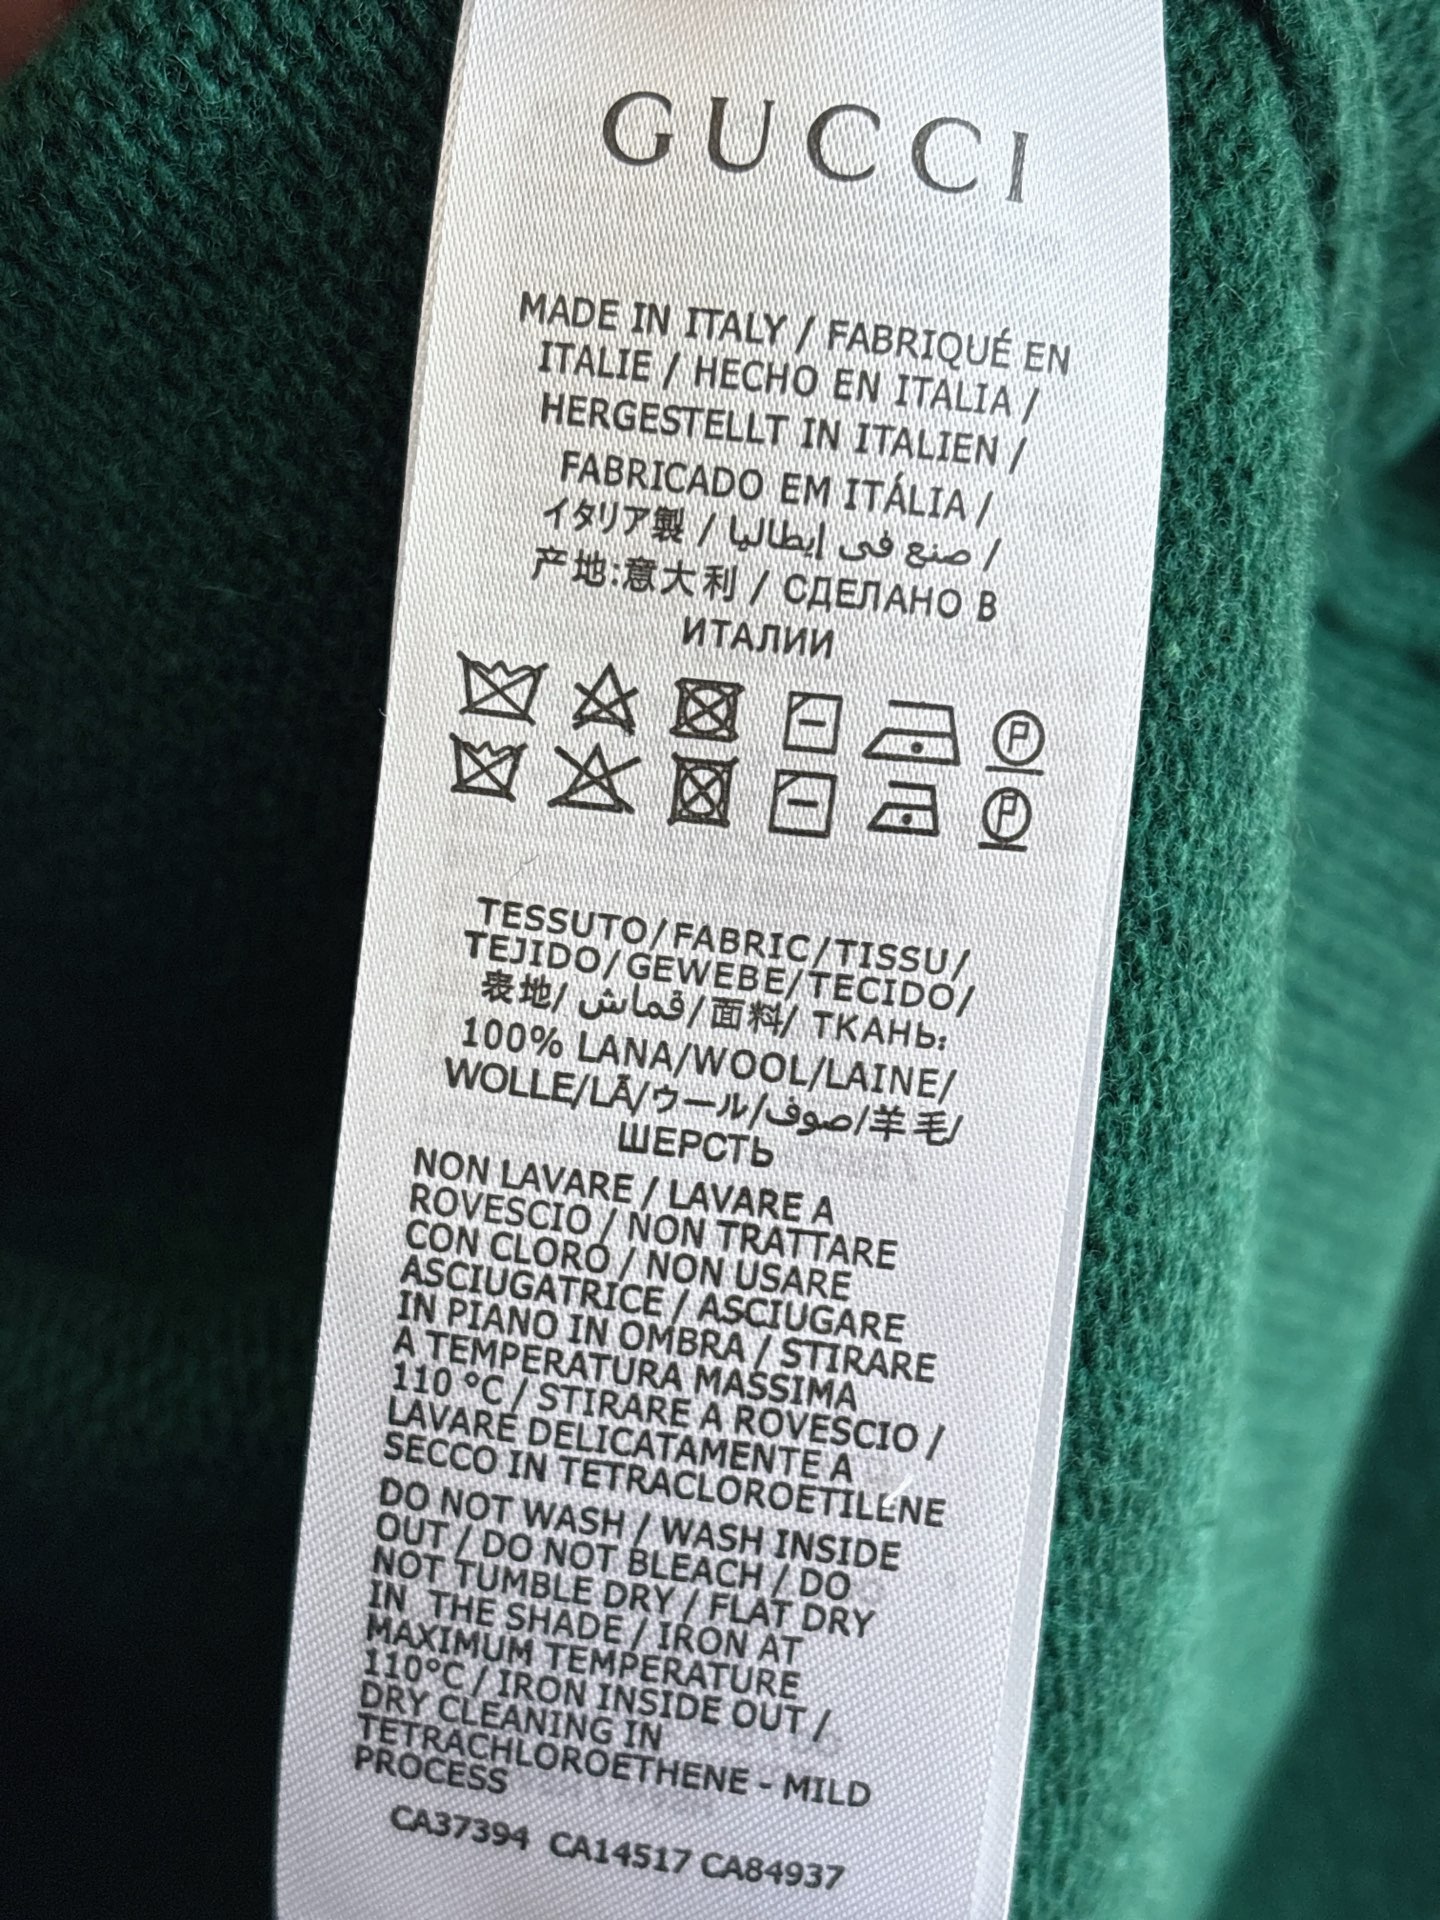 GUCCI
MADE IN ITALY / FABRIQUÉ EN
ITALIE / HECHO EN ITALIA /
HERGESTELLT IN ITALIEN /
FABRICADO EM ITÁLIA /
イタリア製 / صنع في إيطاليا /
产地:意大利 / СДЕЛАНО В
ИТАЛИИ
TESSUTO/FABRIC/TISSU/
TEJIDO/GEWEBE/TECIDO/
表地/قماش/面料/ ТКАНЬ:
100% LANA/WOOL/LAINE/
WOLLE/LÃ/ウール/صوف/羊毛/
ШЕРСТЬ
NON LAVARE / LAVARE A
ROVESCIO / NON TRATTARE
CON CLORO / NON USARE
ASCIUGATRICE / ASCIUGARE
IN PIANO IN OMBRA / STIRARE
A TEMPERATURA MASSIMA
110 °C / STIRARE A ROVESCIO /
LAVARE DELICATAMENTE A
SECCO IN TETRACLOROETILENE
DO NOT WASH / WASH INSIDE
OUT / DO NOT BLEACH / DO
NOT TUMBLE DRY / FLAT DRY
IN THE SHADE / IRON AT
MAXIMUM TEMPERATURE
110°C / IRON INSIDE OUT /
DRY CLEANING IN
TETRACHLOROETHENE - MILD
PROCESS
CA37394 CA14517 CA84937